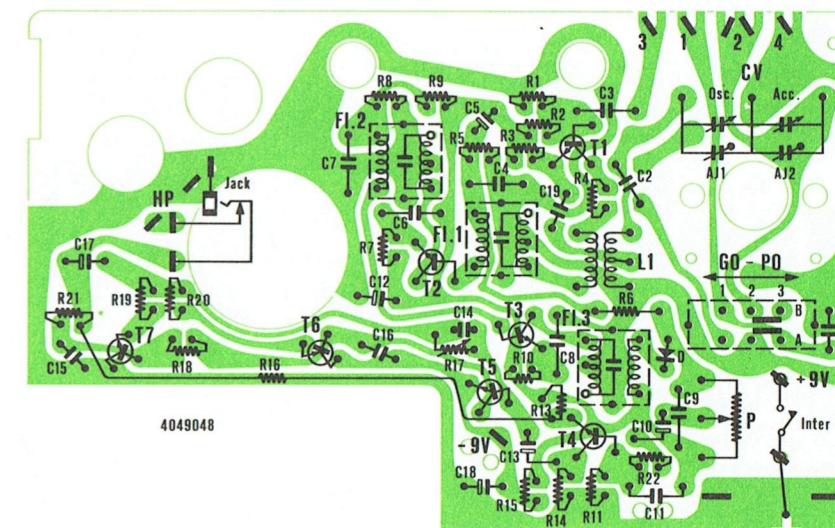 3 1 2 4
CV
Osc. Acc.
AJ1 AJ2
R8 R9 R1 C3
C5 R2
FI.2
R5 R3 T1
C7
C4
R4 C2
C19
Jack
HP
C6
FI.1
R7
T2
L1
GO - PO
C17
C12
1 2 3
R21 R19 R20
R6
B
A
C14 T3 FI.3
T7 T6 C16
R17 C8 D
C15 R18 R10
R16 T5
+9V
R13 C9
P Inter
4049048
-9V
C10
T4
C13
C18
R22
R15 R14 R11 C11